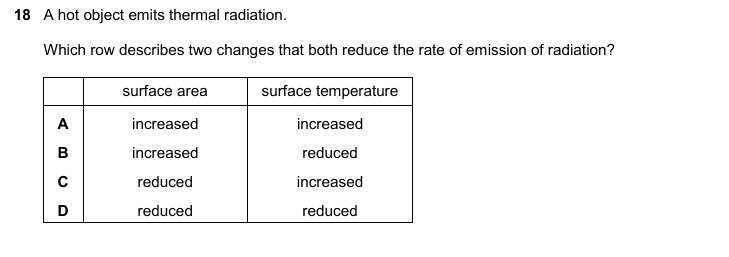 18 A hot object emits thermal radiation.
Which row describes two changes that both reduce the rate of emission of radiation?
surface area surface temperature
A increased increased
B increased reduced
C reduced increased
D reduced reduced